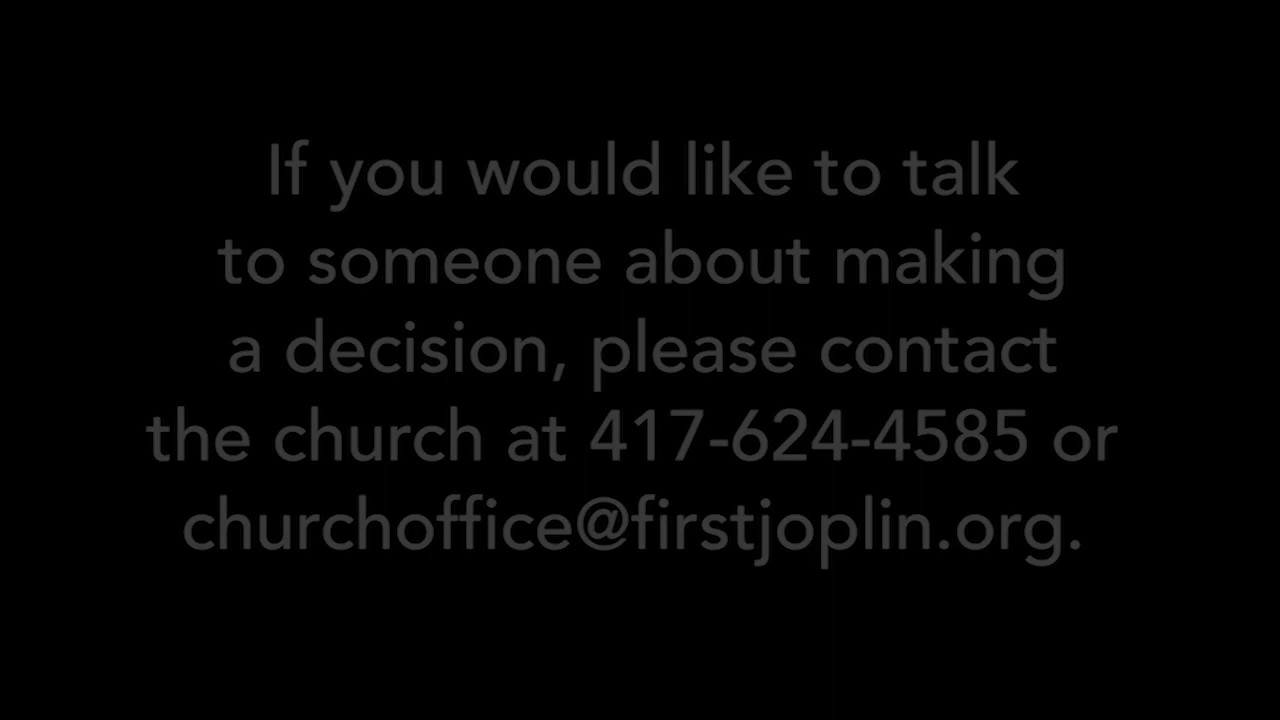 If you would like to talk
to someone about making
a decision, please contact
the church at 417-624-4585 or
churchoffice@firstjoplin.org.